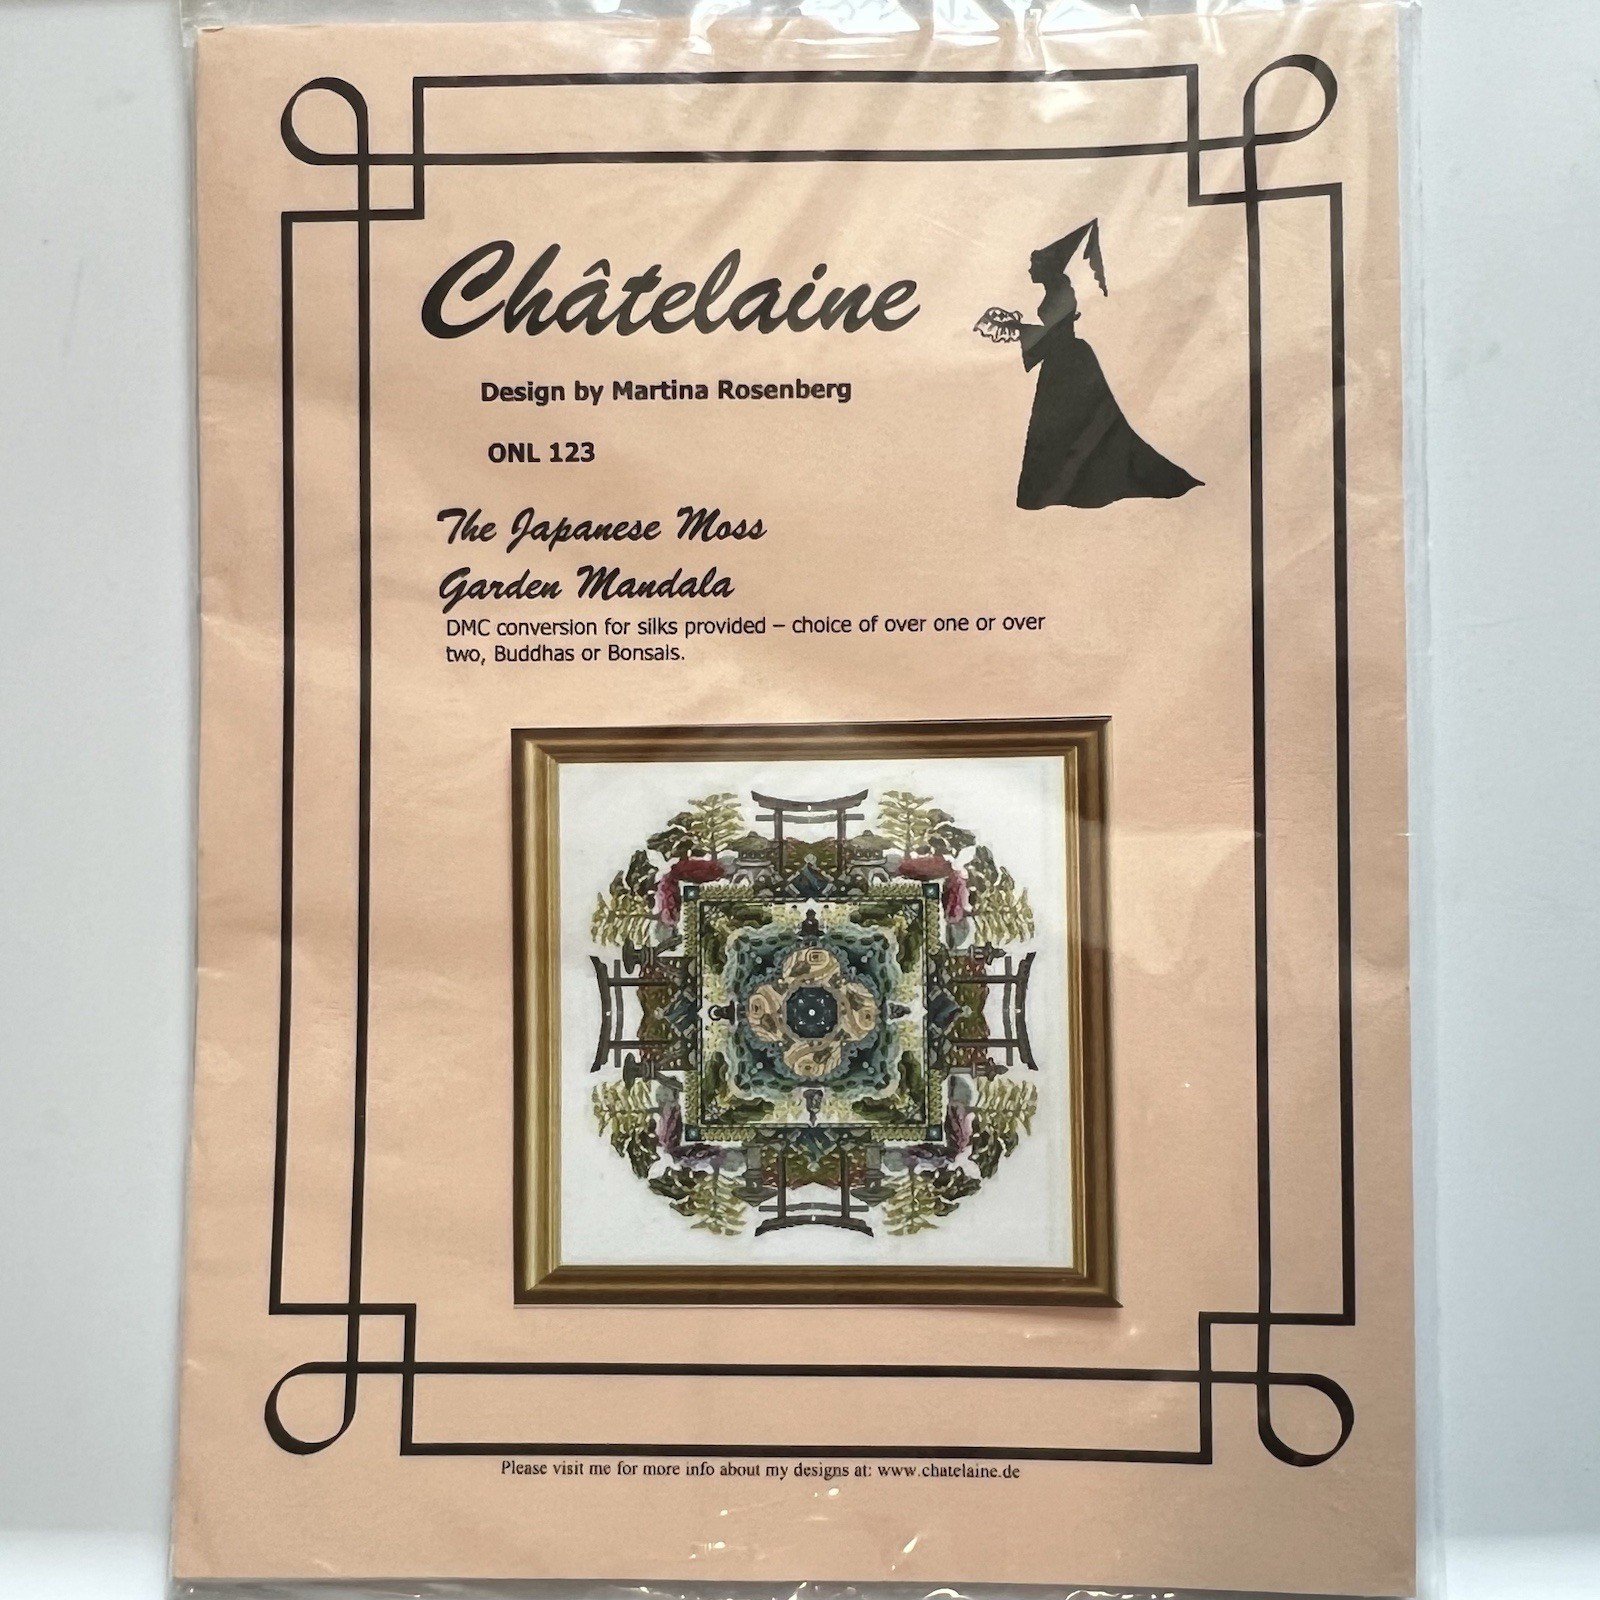 Châtelaine
Design by Martina Rosenberg
ONL 123
The Japanese Moss
Garden Mandala
DMC conversion for silks provided – choice of over one or over
two, Buddhas or Bonsais.
Please visit me for more info about my designs at: www.chatelaine.de